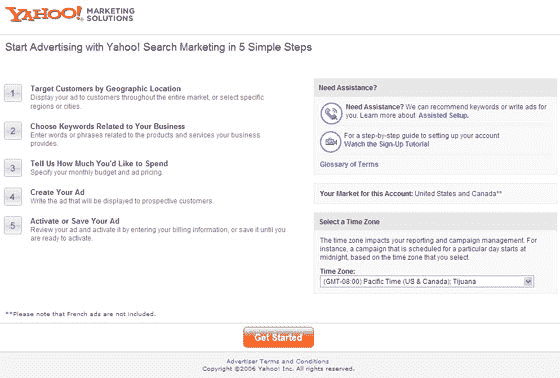 YAHOO! MARKETING
SOLUTIONS
Start Advertising with Yahoo! Search Marketing in 5 Simple Steps
1 Target Customers by Geographic Location
Display your ad to customers throughout the entire market, or select specific
regions or cities.
2 Choose Keywords Related to Your Business
Enter words or phrases related to the products and services your business
provides.
3 Tell Us How Much You'd Like to Spend
Specify your monthly budget and ad pricing.
4 Create Your Ad
Write the ad that will be displayed to prospective customers.
5 Activate or Save Your Ad
Review your ad and activate it by entering your billing information, or save it until you
are ready to activate.
Need Assistance?
Need Assistance? We can recommend keywords or write ads for
you. Learn more about Assisted Setup.
For a step-by-step guide to setting up your account
Watch the Sign-Up Tutorial
Glossary of Terms
Your Market for this Account: United States and Canada**
Select a Time Zone
The time zone impacts your reporting and campaign management. For
instance, a campaign that is scheduled for a particular day starts at
midnight, based on the time zone that you select.
Time Zone:
(GMT-08:00) Pacific Time (US & Canada); Tijuana
**Please note that French ads are not included.
Get Started
Advertiser Terms and Conditions
Copyright ©2006 Yahoo! Inc. All rights reserved.